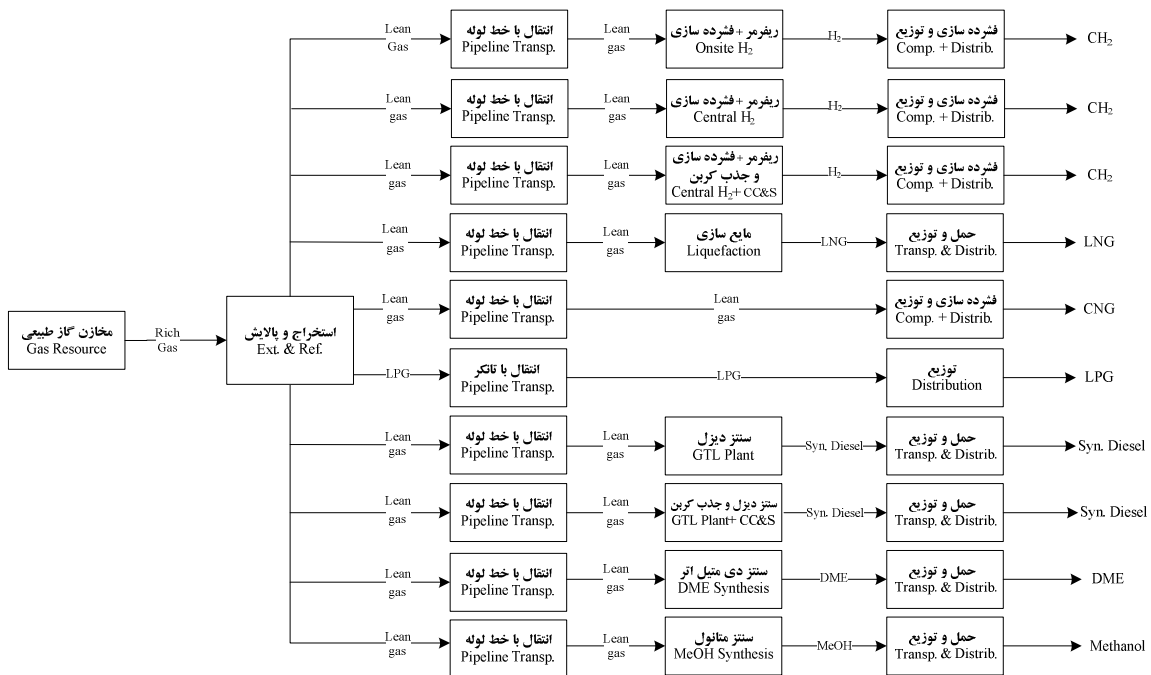 Lean
Gas
انتقال با خط لوله
Pipeline Transp.
Lean
gas
ریفرمر + فشرده سازی
Onsite H₂
H₂
فشرده سازی و توزیع
Comp. + Distrib.
CH₂
Lean
gas
انتقال با خط لوله
Pipeline Transp.
Lean
gas
ریفرمر + فشرده سازی
Central H₂
H₂
فشرده سازی و توزیع
Comp. + Distrib.
CH₂
Lean
gas
انتقال با خط لوله
Pipeline Transp.
Lean
gas
ریفرمر + فشرده سازی
و جذب کربن
Central H₂+ CC&S
H₂
فشرده سازی و توزیع
Comp. + Distrib.
CH₂
Lean
gas
انتقال با خط لوله
Pipeline Transp.
Lean
gas
مایع سازی
Liquefaction
LNG
حمل و توزیع
Transp. & Distrib.
LNG
مخازن گاز طبیعی
Gas Resource
Rich
Gas
استخراج و پالایش
Ext. & Ref.
Lean
gas
انتقال با خط لوله
Pipeline Transp.
Lean
gas
فشرده سازی و توزیع
Comp. + Distrib.
CNG
LPG
انتقال با تانکر
Pipeline Transp.
LPG
توزیع
Distribution
LPG
Lean
gas
انتقال با خط لوله
Pipeline Transp.
Lean
gas
سنتز دیزل
GTL Plant
Syn. Diesel
حمل و توزیع
Transp. & Distrib.
Syn. Diesel
Lean
gas
انتقال با خط لوله
Pipeline Transp.
Lean
gas
سنتز دیزل و جذب کربن
GTL Plant+ CC&S
Syn. Diesel
حمل و توزیع
Transp. & Distrib.
Syn. Diesel
Lean
gas
انتقال با خط لوله
Pipeline Transp.
Lean
gas
سنتز دی متیل اتر
DME Synthesis
DME
حمل و توزیع
Transp. & Distrib.
DME
Lean
gas
انتقال با خط لوله
Pipeline Transp.
Lean
gas
سنتز متانول
MeOH Synthesis
MeOH
حمل و توزیع
Transp. & Distrib.
Methanol